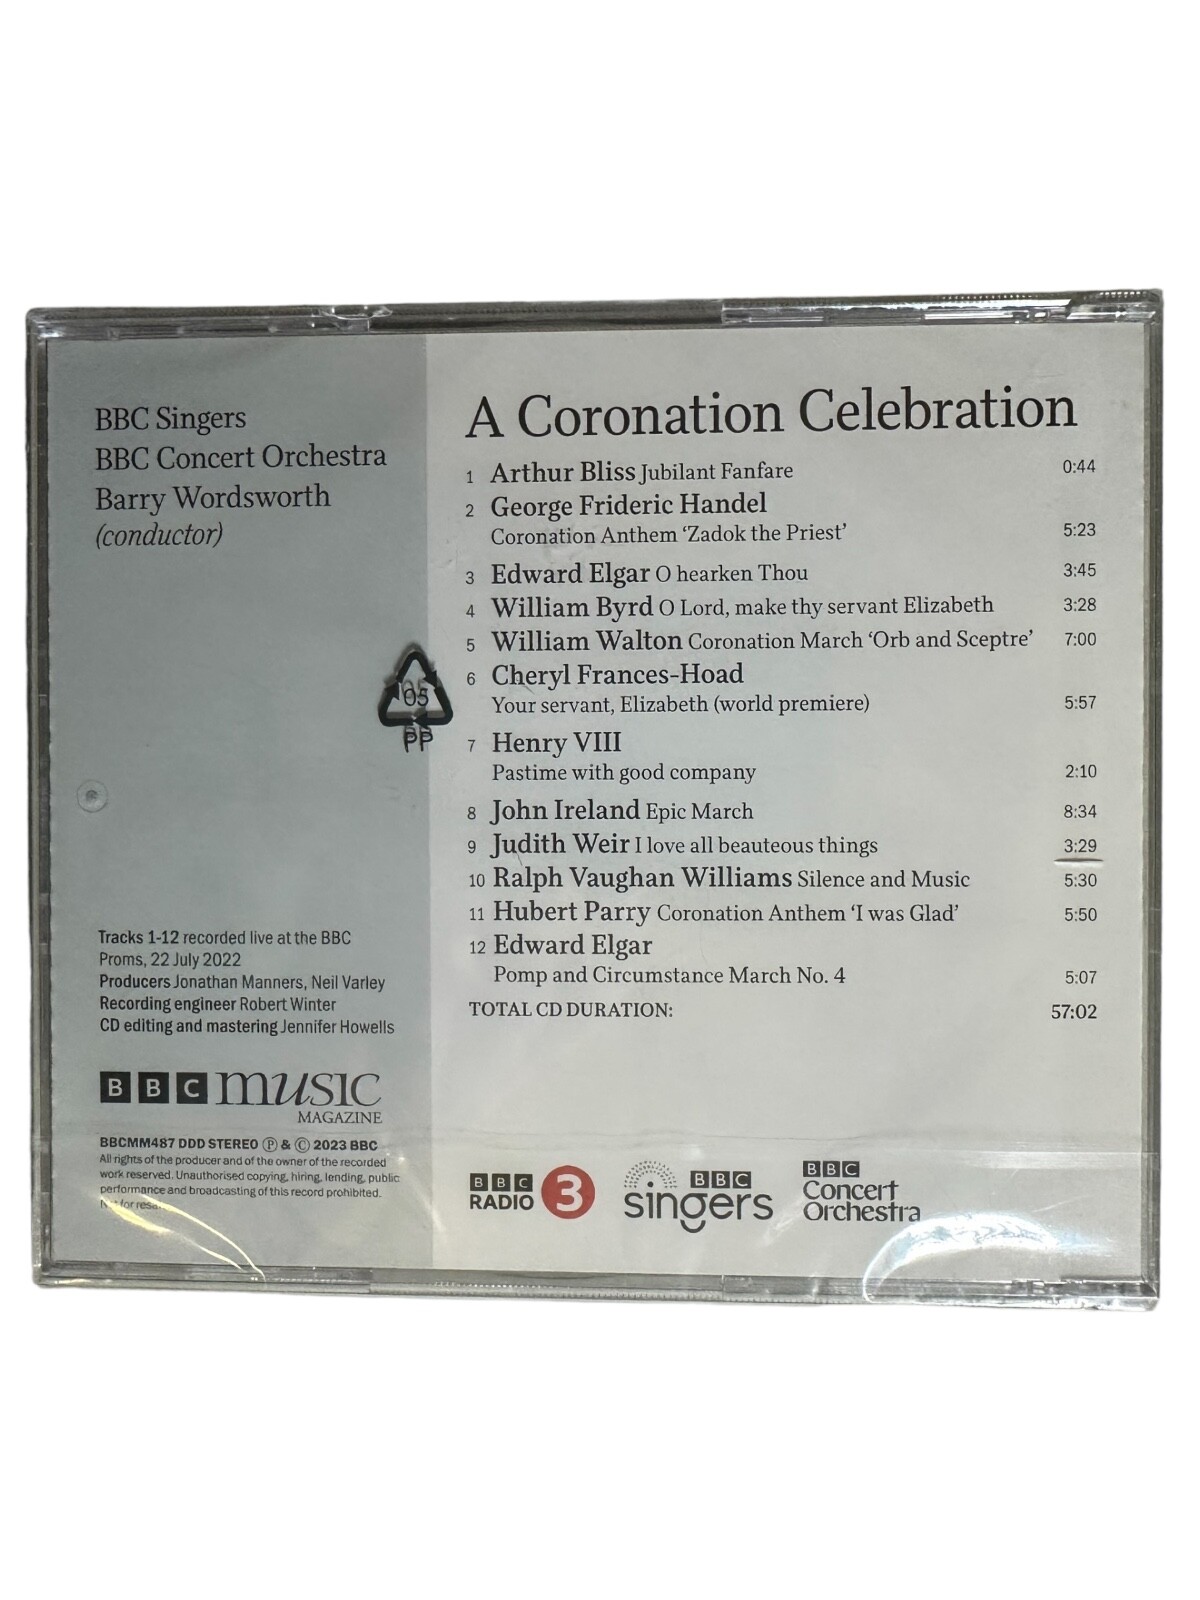 BBC Singers
BBC Concert Orchestra
Barry Wordsworth
(conductor)
A Coronation Celebration
1 Arthur Bliss Jubilant Fanfare 0:44
2 George Frideric Handel
Coronation Anthem ‘Zadok the Priest’ 5:23
3 Edward Elgar O hearken Thou 3:45
4 William Byrd O Lord, make thy servant Elizabeth 3:28
5 William Walton Coronation March ‘Orb and Sceptre’ 7:00
6 Cheryl Frances-Hoad
Your servant, Elizabeth (world premiere) 5:57
7 Henry VIII
Pastime with good company 2:10
8 John Ireland Epic March 8:34
9 Judith Weir I love all beauteous things 3:29
10 Ralph Vaughan Williams Silence and Music 5:30
11 Hubert Parry Coronation Anthem ‘I was Glad’ 5:50
12 Edward Elgar
Pomp and Circumstance March No. 4 5:07
TOTAL CD DURATION: 57:02
05
PP
Tracks 1-12 recorded live at the BBC
Proms, 22 July 2022
Producers Jonathan Manners, Neil Varley
Recording engineer Robert Winter
CD editing and mastering Jennifer Howells
BBC music
MAGAZINE
BBCMM487 DDD STEREO Ⓟ & © 2023 BBC
All rights of the producer and of the owner of the recorded
work reserved. Unauthorised copying, hiring, lending, public
performance and broadcasting of this record prohibited.
for
BBC
RADIO 3
BBC
singers
BBC
Concert
Orchestra